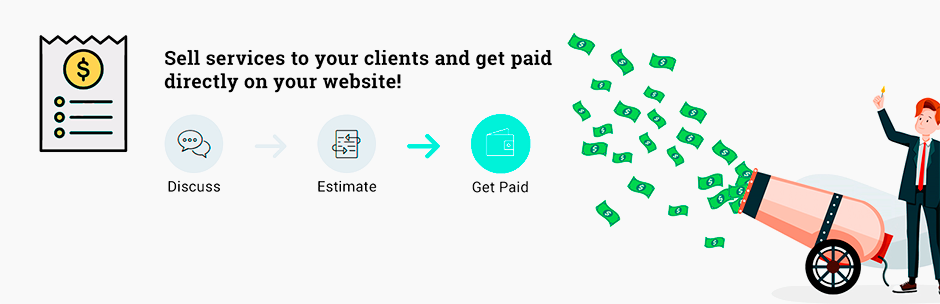 Sell services to your clients and get paid
directly on your website!
Discuss
Estimate
Get Paid